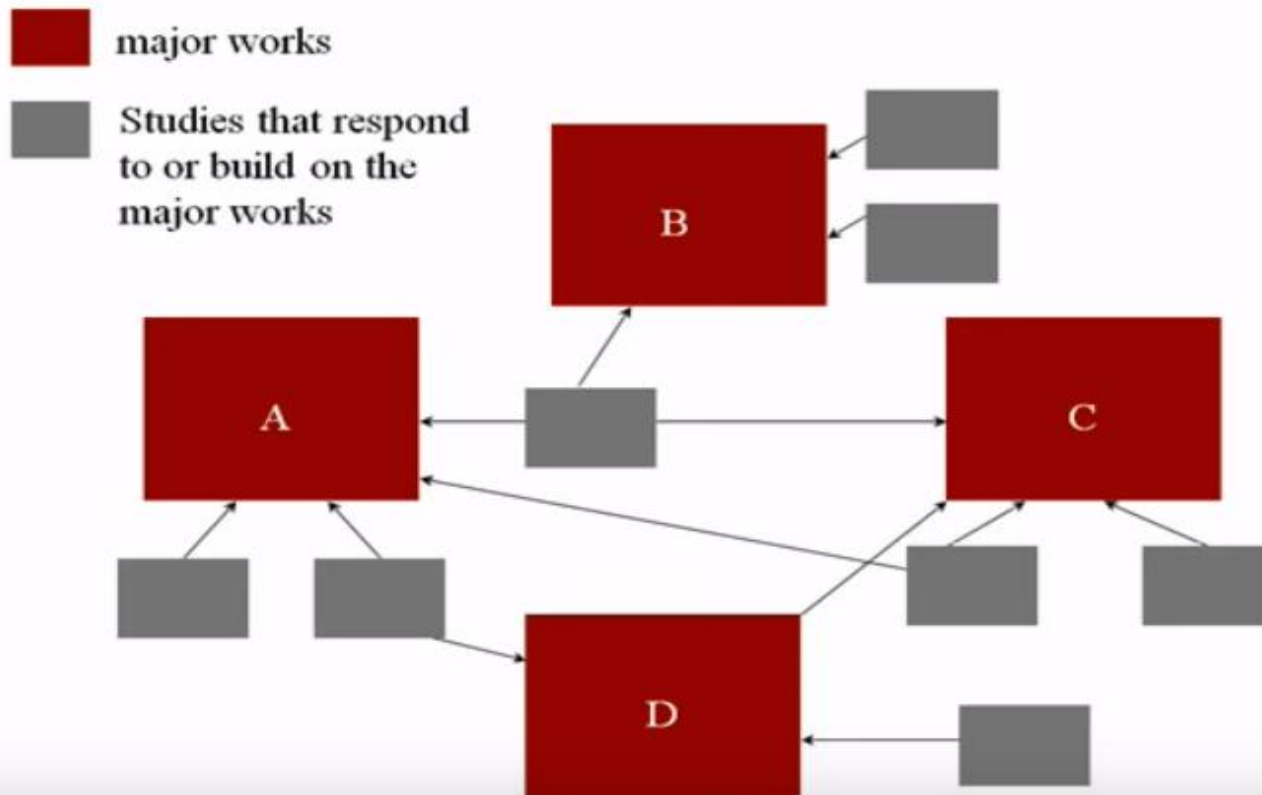 major works
Studies that respond
to or build on the
major works
B
A
C
D